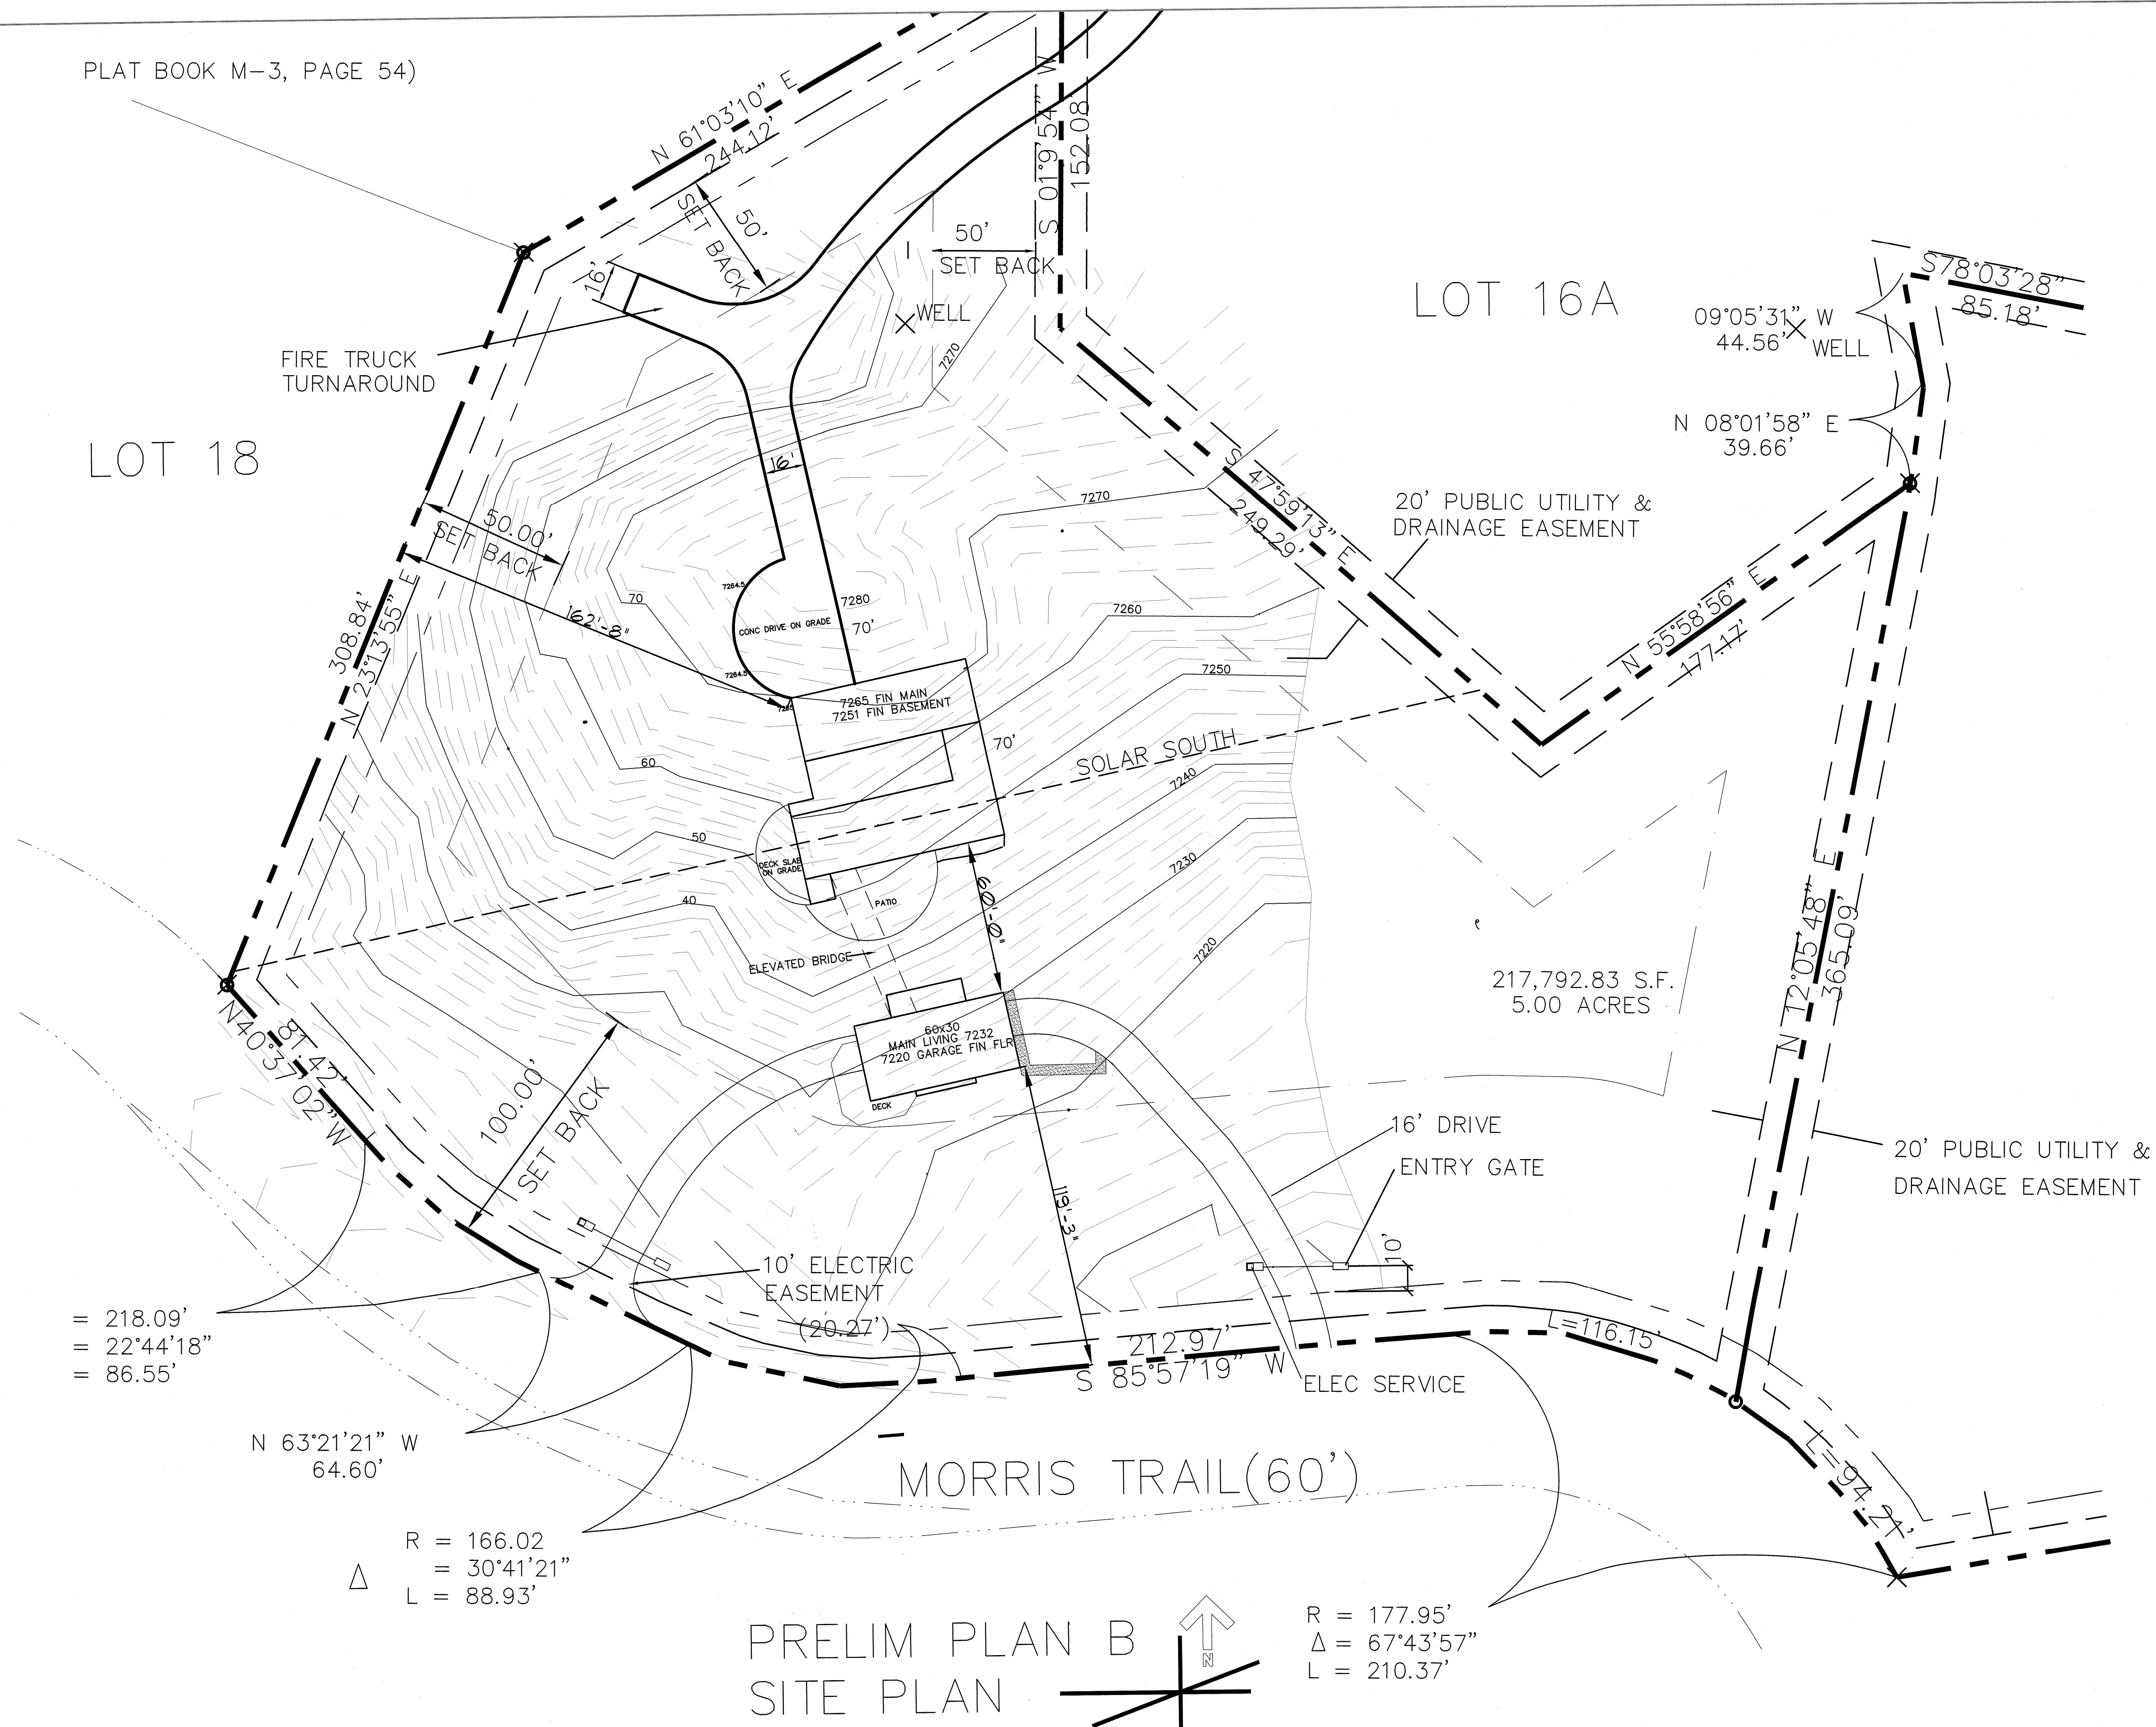 PLAT BOOK M-3, PAGE 54)
N 61°03'10" E
244.12'
50'
SET BACK
S 01°9'54" W
152.08'
50'
SET BACK
16'
WELL
7270
FIRE TRUCK
TURNAROUND
LOT 18
LOT 16A
S78°03'28"
85.18'
09°05'31" W
44.56'
WELL
N 08°01'58" E
39.66'
16'
7270
S 47°59'13" E
249.29'
20' PUBLIC UTILITY &
DRAINAGE EASEMENT
50.00'
SET BACK
308.84'
N 23°13'55" E
162'-8"
70
7264.5
CONC DRIVE ON GRADE
7280
70'
7264.5
7260
7250
N 55°58'56" E
177.17'
7265
7265 FIN MAIN
7251 FIN BASEMENT
70'
SOLAR SOUTH
60
7240
50
DECK SLAB
ON GRADE
7230
40
PATIO
60'-0"
ELEVATED BRIDGE
7220
217,792.83 S.F.
5.00 ACRES
N 12°05'48" E
365.09'
N40°37'02" W
81.42'
100.00'
SET BACK
60x30
MAIN LIVING 7232
7220 GARAGE FIN FLR
DECK
16' DRIVE
ENTRY GATE
20' PUBLIC UTILITY &
DRAINAGE EASEMENT
119'-3"
10'
10' ELECTRIC
EASEMENT
(20.27')
= 218.09'
= 22°44'18"
= 86.55'
212.97'
S 85°57'19" W
L=116.15'
ELEC SERVICE
N 63°21'21" W
64.60'
MORRIS TRAIL(60')
L=94.21'
R = 166.02
Δ = 30°41'21"
L = 88.93'
R = 177.95'
Δ = 67°43'57"
L = 210.37'
PRELIM PLAN B
SITE PLAN
N